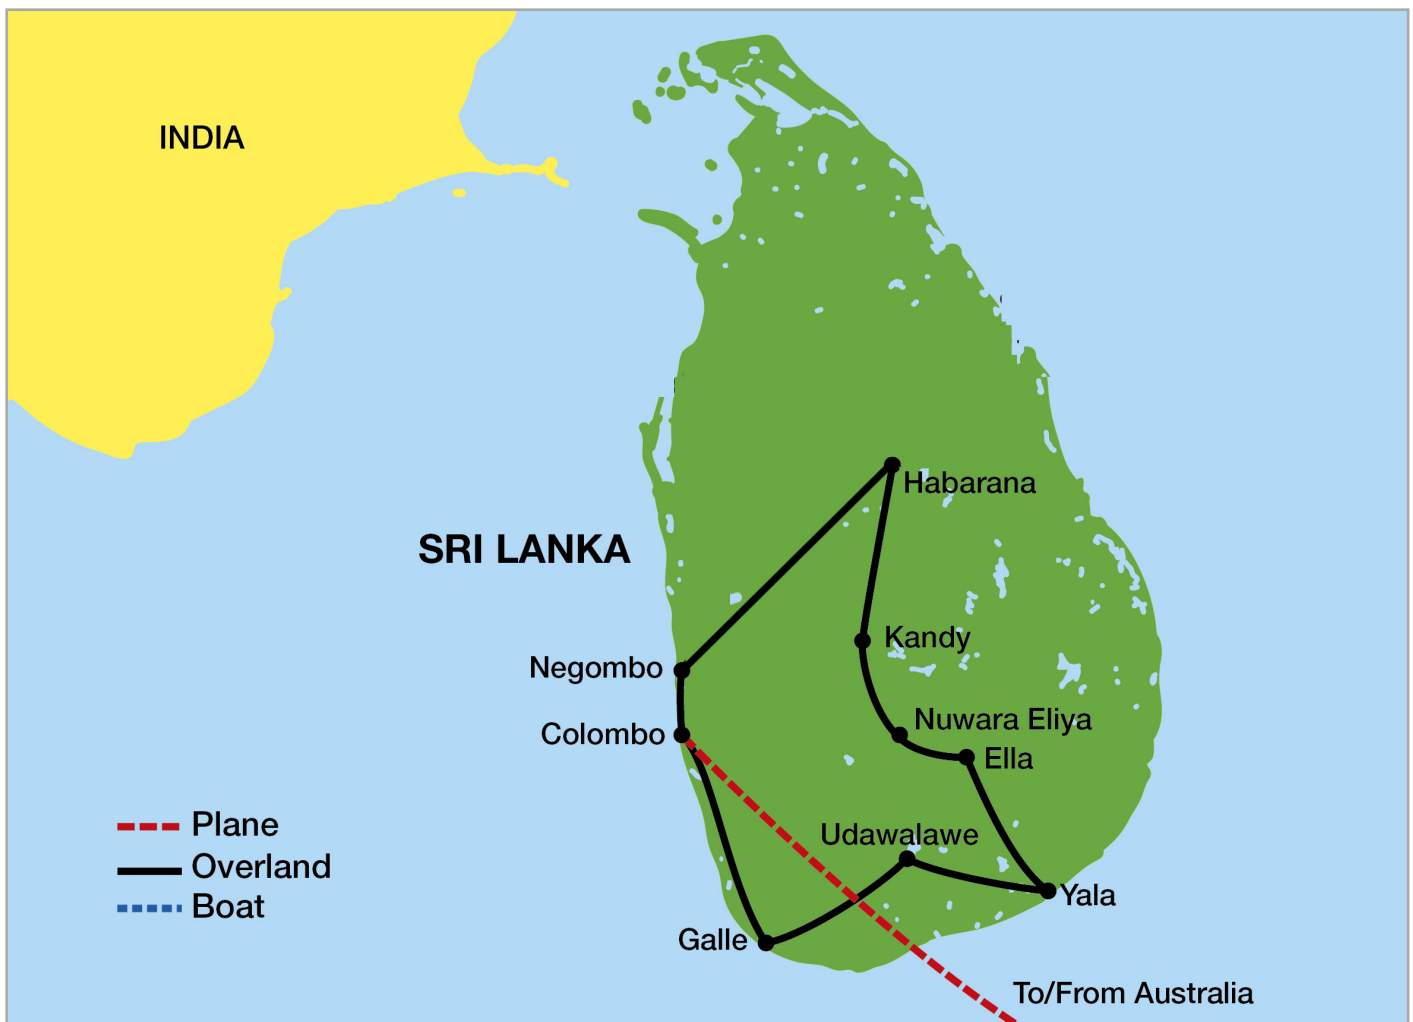 INDIA
Habarana
SRI LANKA
Kandy
Negombo
Nuwara Eliya
Colombo
Ella
Plane
Udawalawe
Overland
Yala
Boat
Galle
To/From Australia